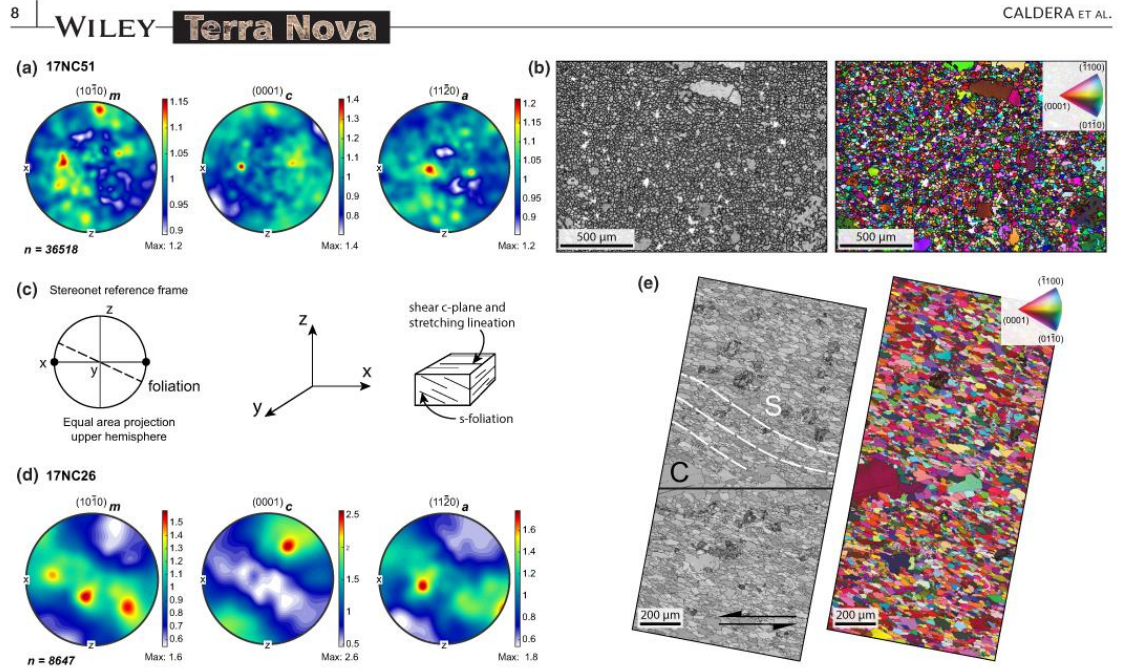 8
WILEY
Terra Nova
CALDERA ET AL.
(a) 17NC51
(101̄0) m
(0001) c
(112̄0) a
1.15
1.1
1.05
1
0.95
0.9
1.4
1.3
1.2
1.1
1
0.9
0.8
1.2
1.1
1
0.9
x
z
x
z
x
z
n = 36518
Max: 1.2
Max: 1.4
Max: 1.2
(b)
500 µm
500 µm
(1̄100)
(0001)
(011̄0)
(c)
Stereonet reference frame
z
x
y
foliation
Equal area projection
upper hemisphere
z
x
y
shear c-plane and
stretching lineation
s-foliation
(d) 17NC26
(101̄0) m
(0001) c
(112̄0) a
1.5
1.4
1.3
1.2
1.1
1
0.9
0.8
0.7
0.6
2.5
2
1.5
1
0.5
1.6
1.4
1.2
1
0.8
0.6
x
z
x
z
x
z
n = 8647
Max: 1.6
Max: 2.6
Max: 1.8
(e)
S
C
200 µm
200 µm
(1̄100)
(0001)
(011̄0)